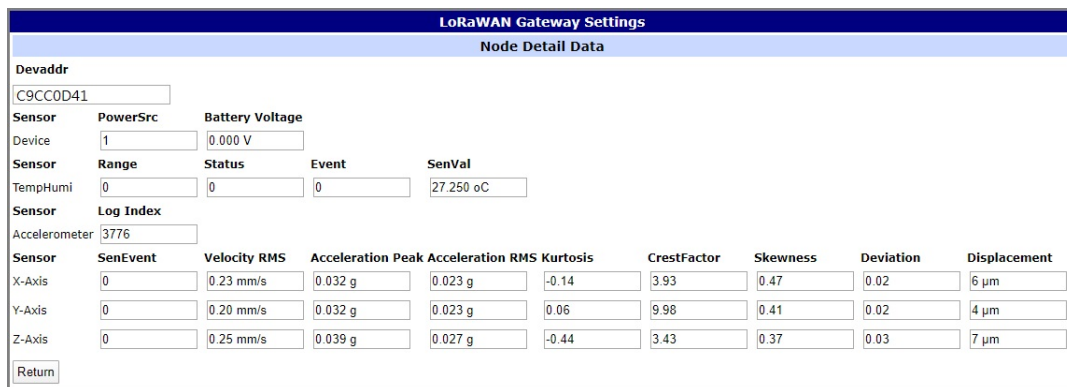 LoRaWAN Gateway Settings
Node Detail Data
Devaddr
C9CC0D41
Sensor PowerSrc Battery Voltage
Device 1 0.000 V
Sensor Range Status Event SenVal
TempHumi 0 0 0 27.250 oC
Sensor Log Index
Accelerometer 3776
Sensor SenEvent Velocity RMS Acceleration Peak Acceleration RMS Kurtosis CrestFactor Skewness Deviation Displacement
X-Axis 0 0.23 mm/s 0.032 g 0.023 g -0.14 3.93 0.47 0.02 6 μm
Y-Axis 0 0.20 mm/s 0.032 g 0.023 g 0.06 9.98 0.41 0.02 4 μm
Z-Axis 0 0.25 mm/s 0.039 g 0.027 g -0.44 3.43 0.37 0.03 7 μm
Return